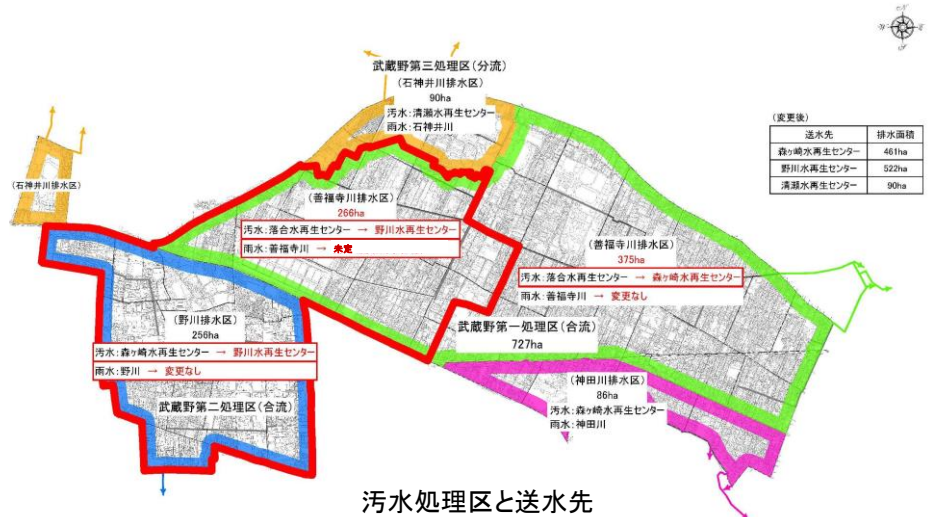 武蔵野第三処理区(分流)
(石神井川排水区)
90ha
汚水:清瀬水再生センター
雨水:石神井川
(変更後)
送水先 排水面積
森ヶ崎水再生センター 461ha
野川水再生センター 522ha
清瀬水再生センター 90ha
(石神井川排水区)
(善福寺川排水区)
266ha
汚水:落合水再生センター → 野川水再生センター
雨水:善福寺川 → 未定
(善福寺川排水区)
375ha
汚水:落合水再生センター → 森ヶ崎水再生センター
雨水:善福寺川 → 変更なし
武蔵野第一処理区(合流)
727ha
(野川排水区)
256ha
汚水:森ヶ崎水再生センター → 野川水再生センター
雨水:野川 → 変更なし
武蔵野第二処理区(合流)
(神田川排水区)
86ha
汚水:森ヶ崎水再生センター
雨水:神田川
汚水処理区と送水先